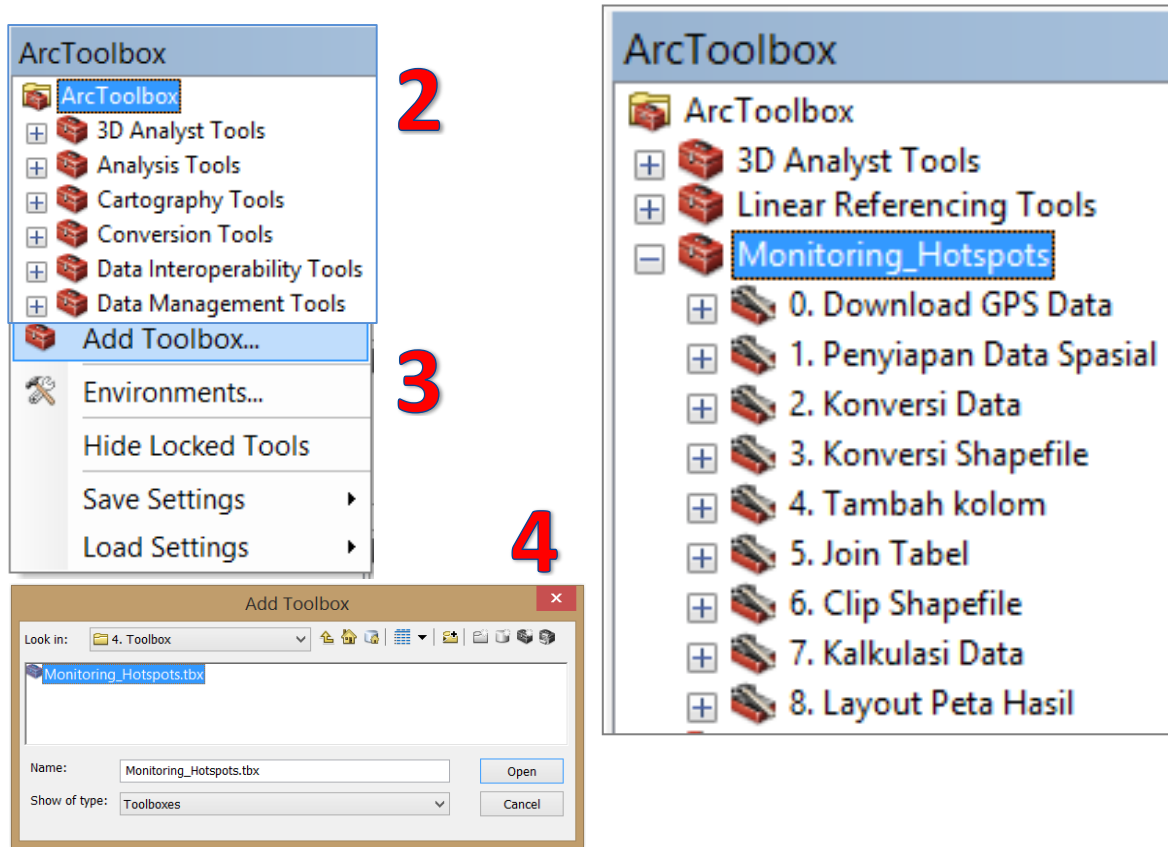 ArcToolbox
ArcToolbox
3D Analyst Tools
Analysis Tools
Cartography Tools
Conversion Tools
Data Interoperability Tools
Data Management Tools
2
Add Toolbox...
Environments...
Hide Locked Tools
Save Settings
Load Settings
3
4
Add Toolbox
Look in: 4. Toolbox
Monitoring_Hotspots.tbx
Name: Monitoring_Hotspots.tbx Open
Show of type: Toolboxes Cancel
ArcToolbox
ArcToolbox
3D Analyst Tools
Linear Referencing Tools
Monitoring_Hotspots
0. Download GPS Data
1. Penyiapan Data Spasial
2. Konversi Data
3. Konversi Shapefile
4. Tambah kolom
5. Join Tabel
6. Clip Shapefile
7. Kalkulasi Data
8. Layout Peta Hasil